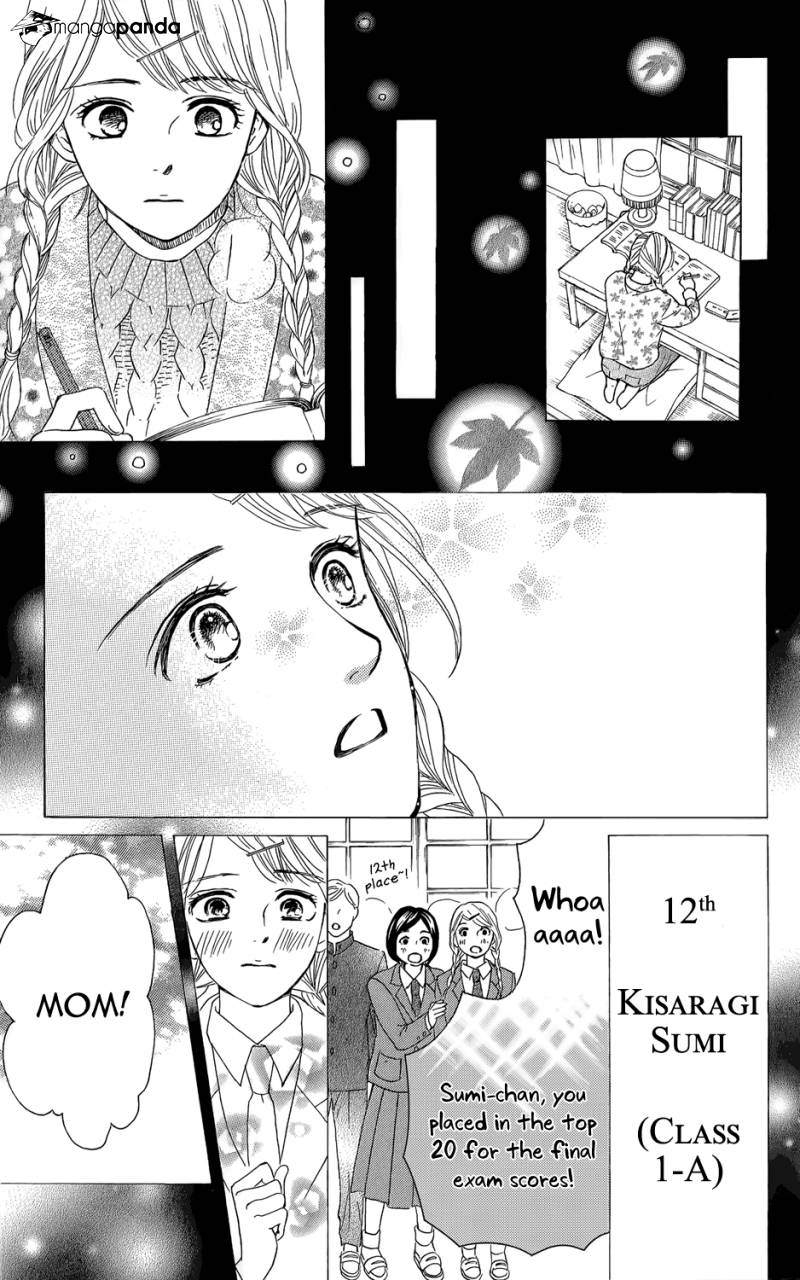 mangapanda
12th
KISARAGI
SUMI
(CLASS
1-A)
Whoa
aaaa!
12th
place~!
Sumi-chan, you
placed in the top
20 for the final
exam scores!
MOM!